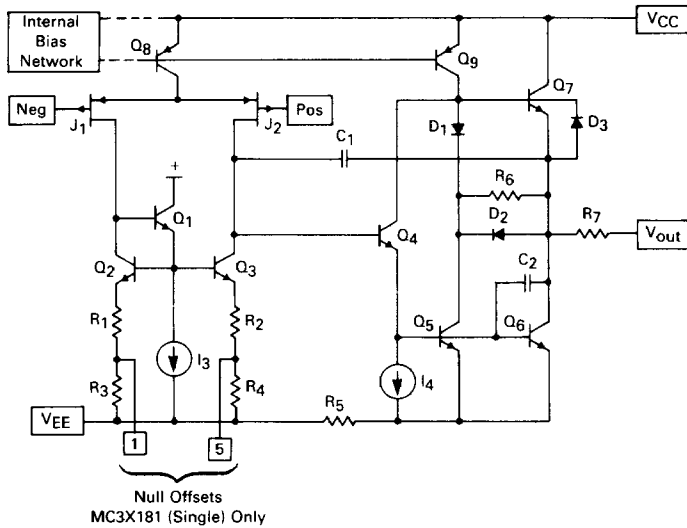 Internal
Bias
Network
VCC
Q8
Q9
Q7
Neg
J1
J2
Pos
D1
D3
C1
+
R6
Q1
Q4
D2
R7
Vout
Q2
Q3
C2
R1
R2
Q5
Q6
I3
I4
R3
R4
R5
VEE
1
5
Null Offsets
MC3X181 (Single) Only